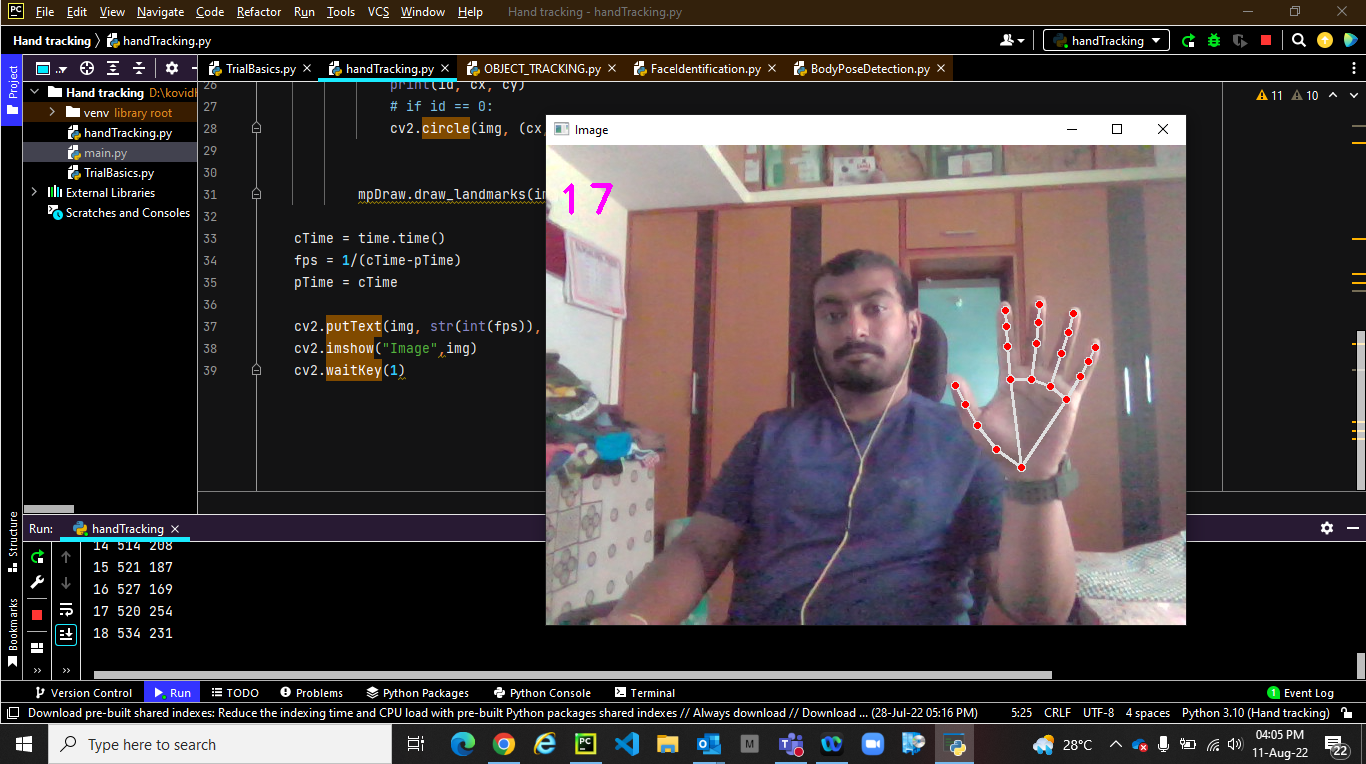 PC File Edit View Navigate Code Refactor Run Tools VCS Window Help Hand tracking - handTracking.py
Hand tracking handTracking.py handTracking
Project
TrialBasics.py handTracking.py OBJECT_TRACKING.py FaceIdentification.py BodyPoseDetection.py
Hand tracking
venv library root
handTracking.py
main.py
TrialBasics.py
External Libraries
Scratches and Consoles
11 10
26 print(id, cx, cy)
27 # if id == 0:
28 cv2.circle(img, (cx,
29
30
31 mpDraw.draw_landmarks(im
32
33 cTime = time.time()
34 fps = 1/(cTime-pTime)
35 pTime = cTime
36
37 cv2.putText(img, str(int(fps)),
38 cv2.imshow("Image",img)
39 cv2.waitKey(1)
Image
17
Run: handTracking
14 514 208
15 521 187
16 527 169
17 520 254
18 534 231
Structure
Bookmarks
Version Control Run TODO Problems Python Packages Python Console Terminal 1 Event Log
Download pre-built shared indexes: Reduce the indexing time and CPU load with pre-built Python packages shared indexes // Always download // Download ... (28-Jul-22 05:16 PM) 5:25 CRLF UTF-8 4 spaces Python 3.10 (Hand tracking)
Type here to search PC M 28°C 04:05 PM
11-Aug-22
22